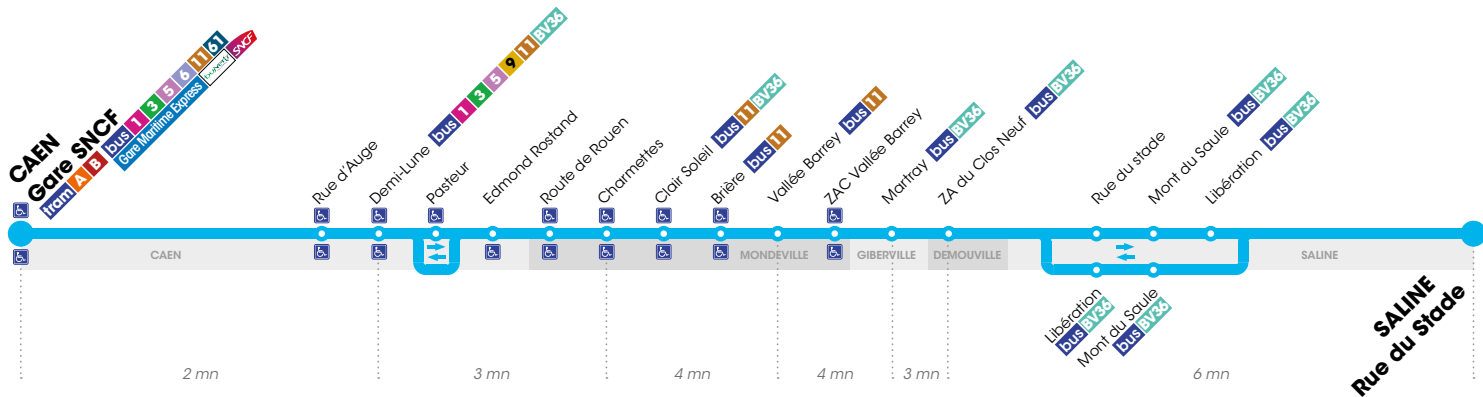 CAEN
Gare SNCF
tram A B bus 1 3 5 6 11 61
Gare Maritime Express SNCF
Rue d'Auge
Demi-Lune bus 1 3 5 9 11 BV36
Pasteur
Edmond Rostand
Route de Rouen
Charmettes
Clair Soleil bus 11 BV36
Brière bus 11
Vallée Barrey bus 11
ZAC Vallée Barrey
Martray bus BV36
ZA du Clos Neuf bus BV36
Rue du stade
Mont du Saule bus BV36
Libération bus BV36
CAEN MONDEVILLE GIBERVILLE DEMOUVILLE SALINE
Libération
bus BV36
Mont du Saule
bus BV36
SALINE
Rue du Stade
2 mn 3 mn 4 mn 4 mn 3 mn 6 mn